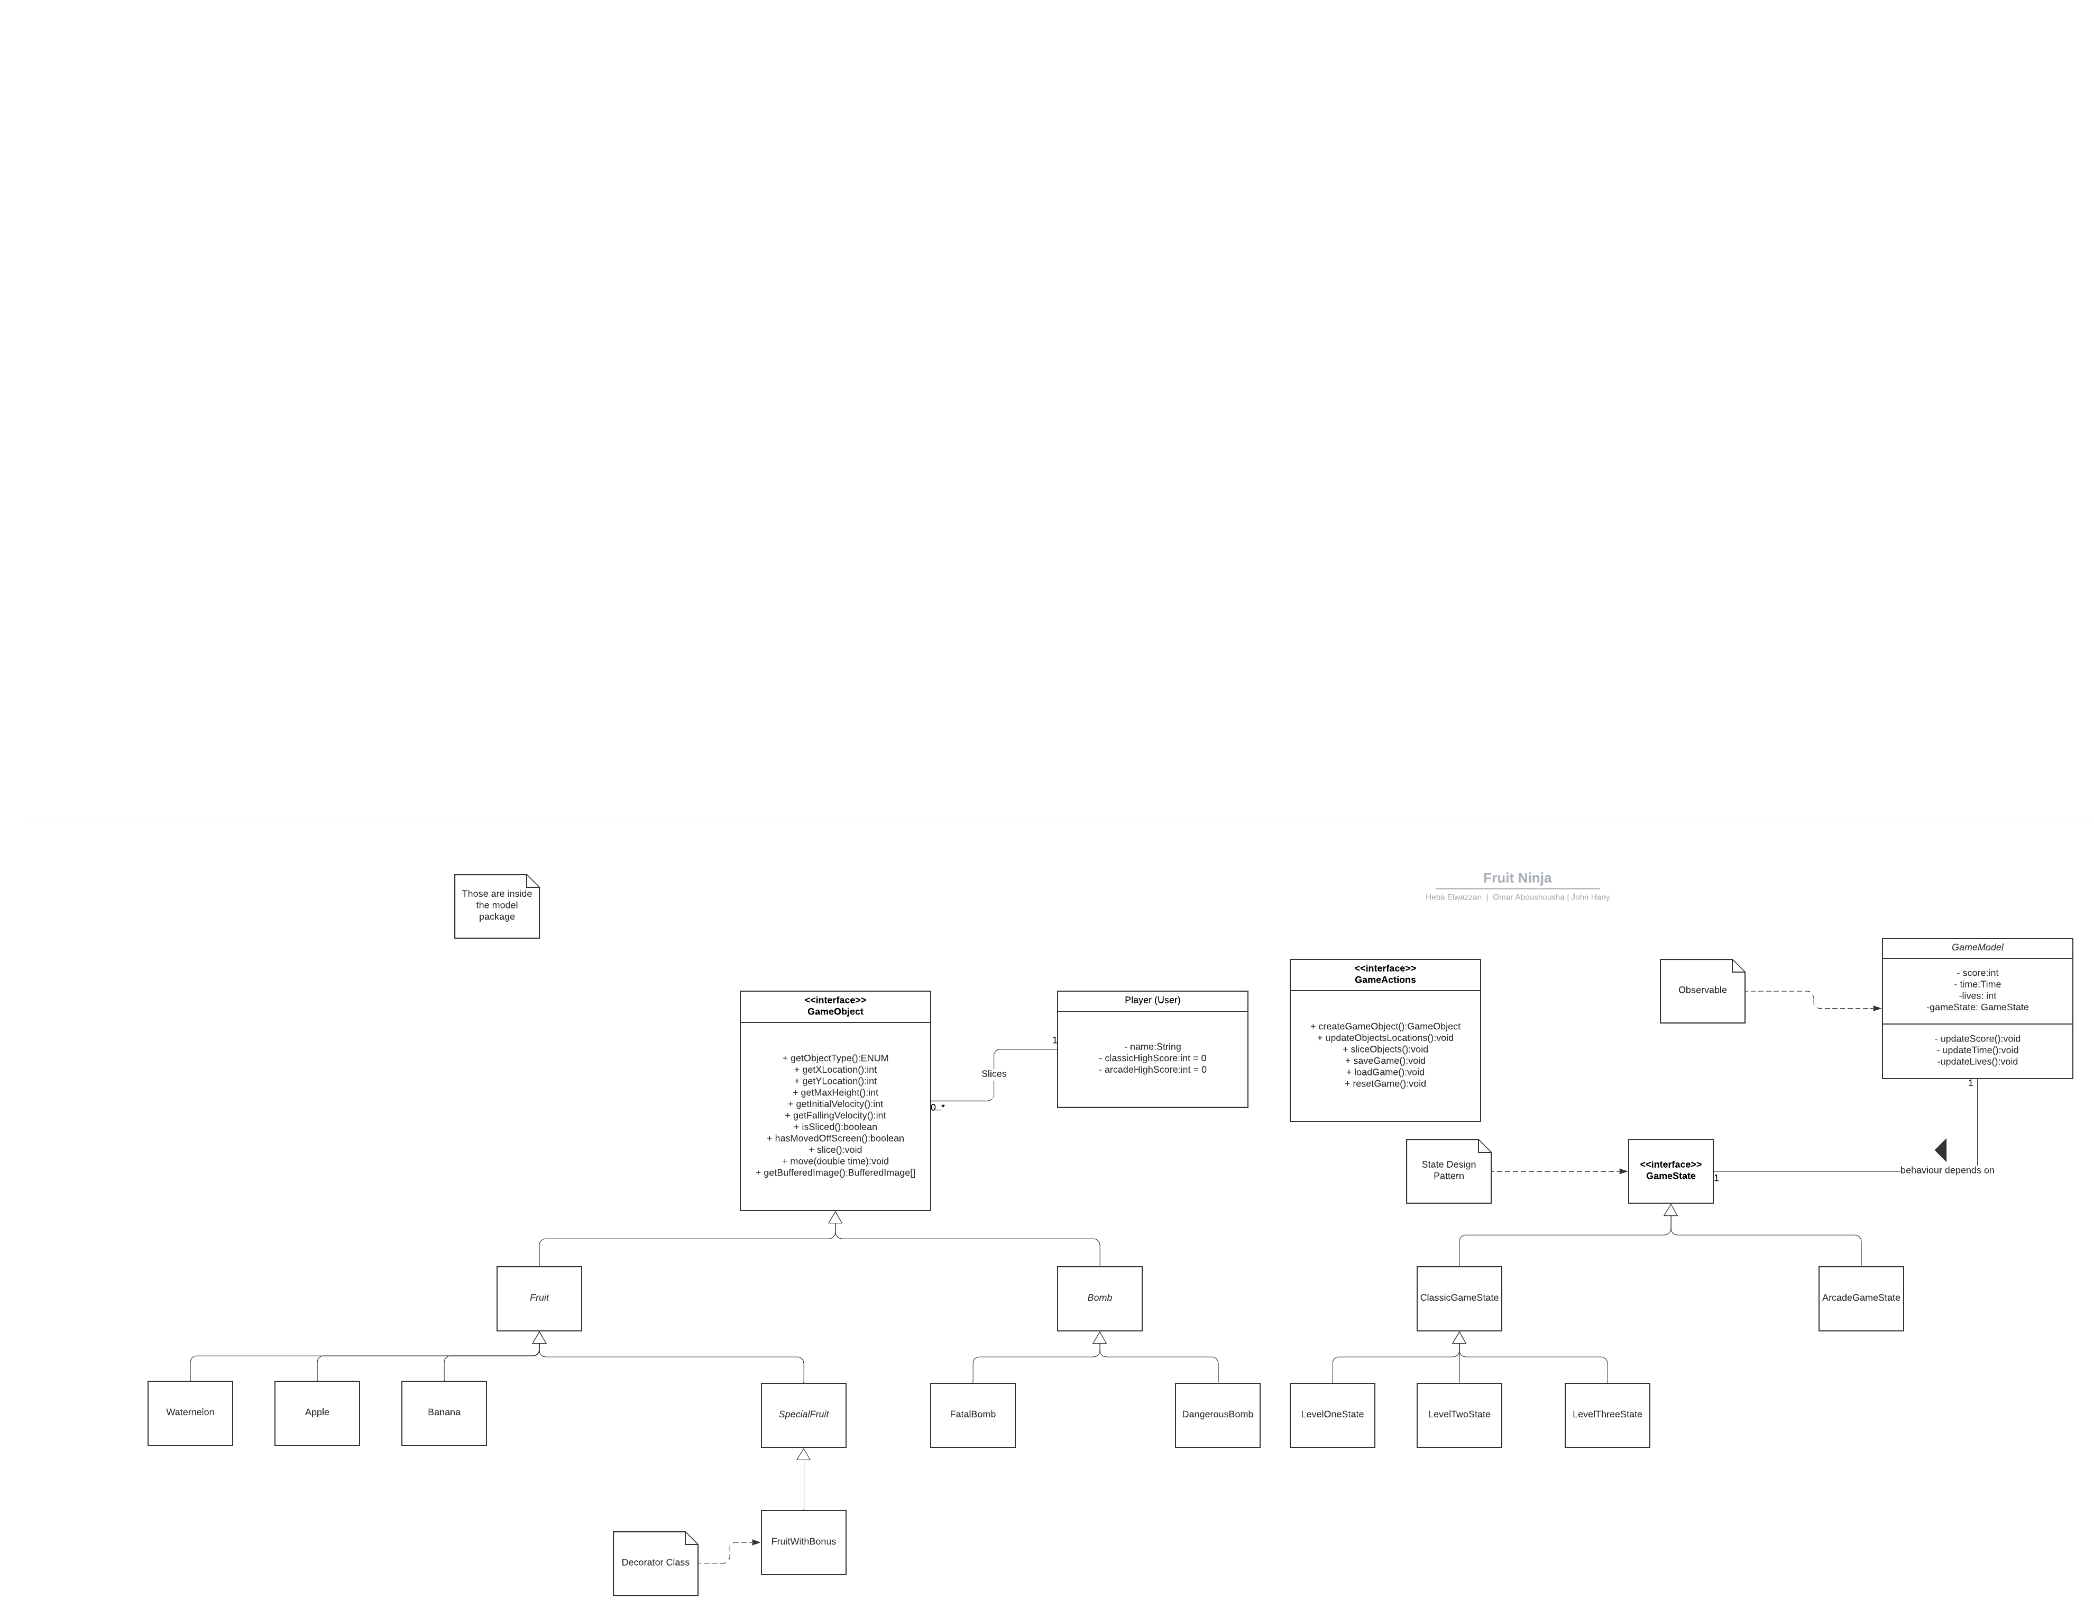 Fruit Ninja
Heba Elwazzan | Omar Aboushousha | John Hany
Those are inside
the model
package
<<interface>>
GameObject
+ getObjectType():ENUM
+ getXLocation():int
+ getYLocation():int
+ getMaxHeight():int
+ getInitialVelocity():int
+ getFallingVelocity():int
+ isSliced():boolean
+ hasMovedOffScreen():boolean
+ slice():void
+ move(double time):void
+ getBufferedImage():BufferedImage[]
0..*
Slices
1
Player (User)
- name:String
- classicHighScore:int = 0
- arcadeHighScore:int = 0
<<interface>>
GameActions
+ createGameObject():GameObject
+ updateObjectsLocations():void
+ sliceObjects():void
+ saveGame():void
+ loadGame():void
+ resetGame():void
Observable
GameModel
- score:int
- time:Time
-lives: int
-gameState: GameState
- updateScore():void
- updateTime():void
-updateLives():void
1
behaviour depends on
State Design
Pattern
<<interface>>
GameState
1
Fruit
Bomb
ClassicGameState
ArcadeGameState
Waternelon
Apple
Banana
SpecialFruit
FatalBomb
DangerousBomb
LevelOneState
LevelTwoState
LevelThreeState
FruitWithBonus
Decorator Class